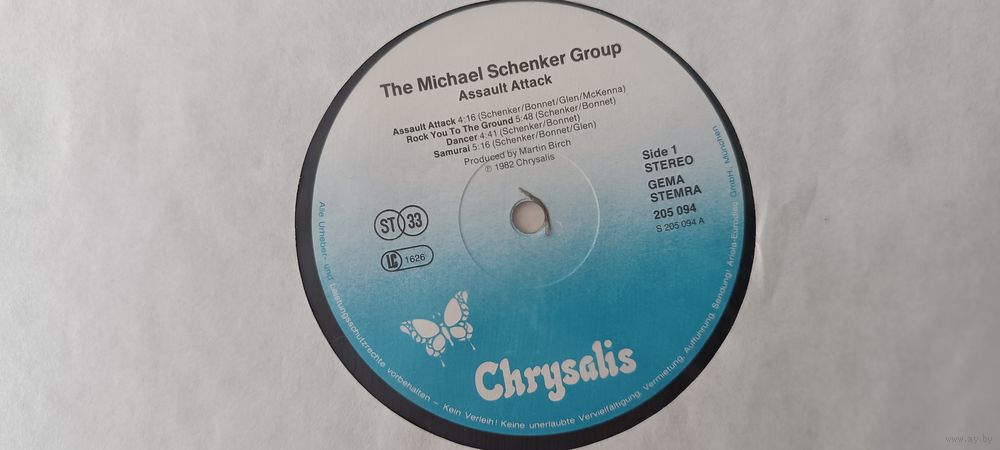 The Michael Schenker Group
Assault Attack
Assault Attack 4:16 (Schenker/Bonnet/Glen/McKenna)
Rock You To The Ground 5:48 (Schenker/Bonnet)
Dancer 4:41 (Schenker/Bonnet)
Samurai 5:16 (Schenker/Bonnet/Glen)
Produced by Martin Birch
℗ 1982 Chrysalis
Side 1
STEREO
GEMA
STEMRA
205 094
S 205 094 A
ST 33
LC 1626
Chrysalis
Alle Urheber- und Leistungsschutzrechte vorbehalten – Kein Verleih! Keine unerlaubte Vervielfältigung, Vermietung, Aufführung, Sendung! Ariola-Eurodisc GmbH, München
www.ay.by